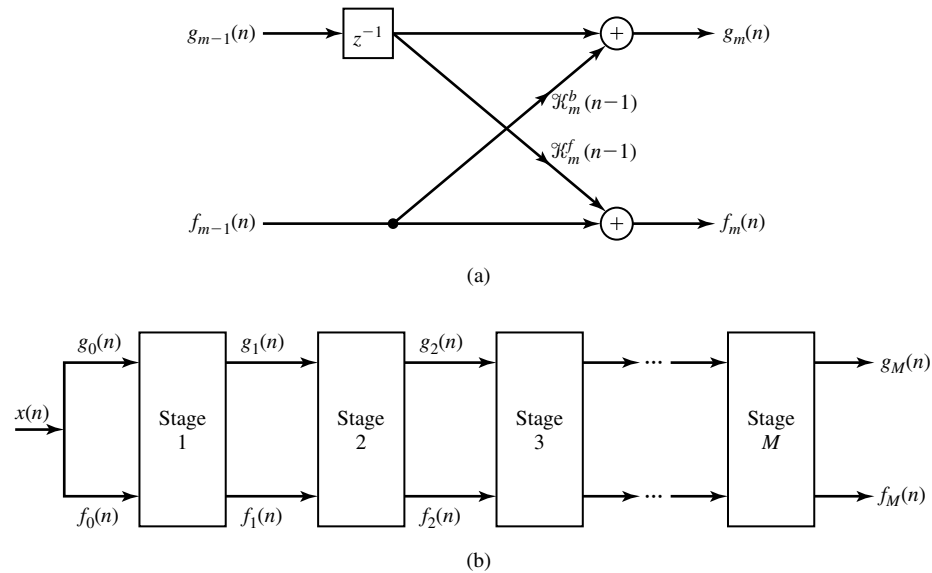 g_{m−1}(n) z^{−1} + g_m(n)
𝒦_m^b(n−1)
𝒦_m^f(n−1)
f_{m−1}(n) + f_m(n)
(a)
g_0(n) g_1(n) g_2(n) ... g_M(n)
x(n)
Stage 1
Stage 2
Stage 3
Stage M
f_0(n) f_1(n) f_2(n) ... f_M(n)
(b)